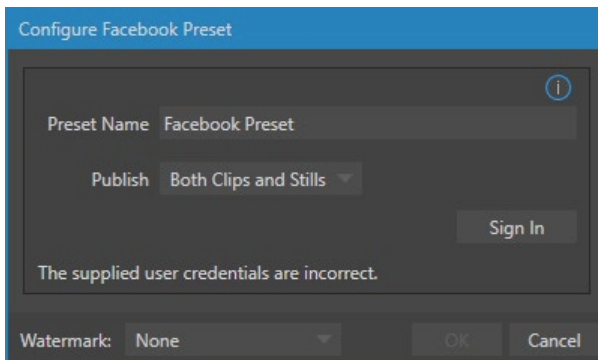 Configure Facebook Preset
i
Preset Name Facebook Preset
Publish Both Clips and Stills
Sign In
The supplied user credentials are incorrect.
Watermark: None OK Cancel